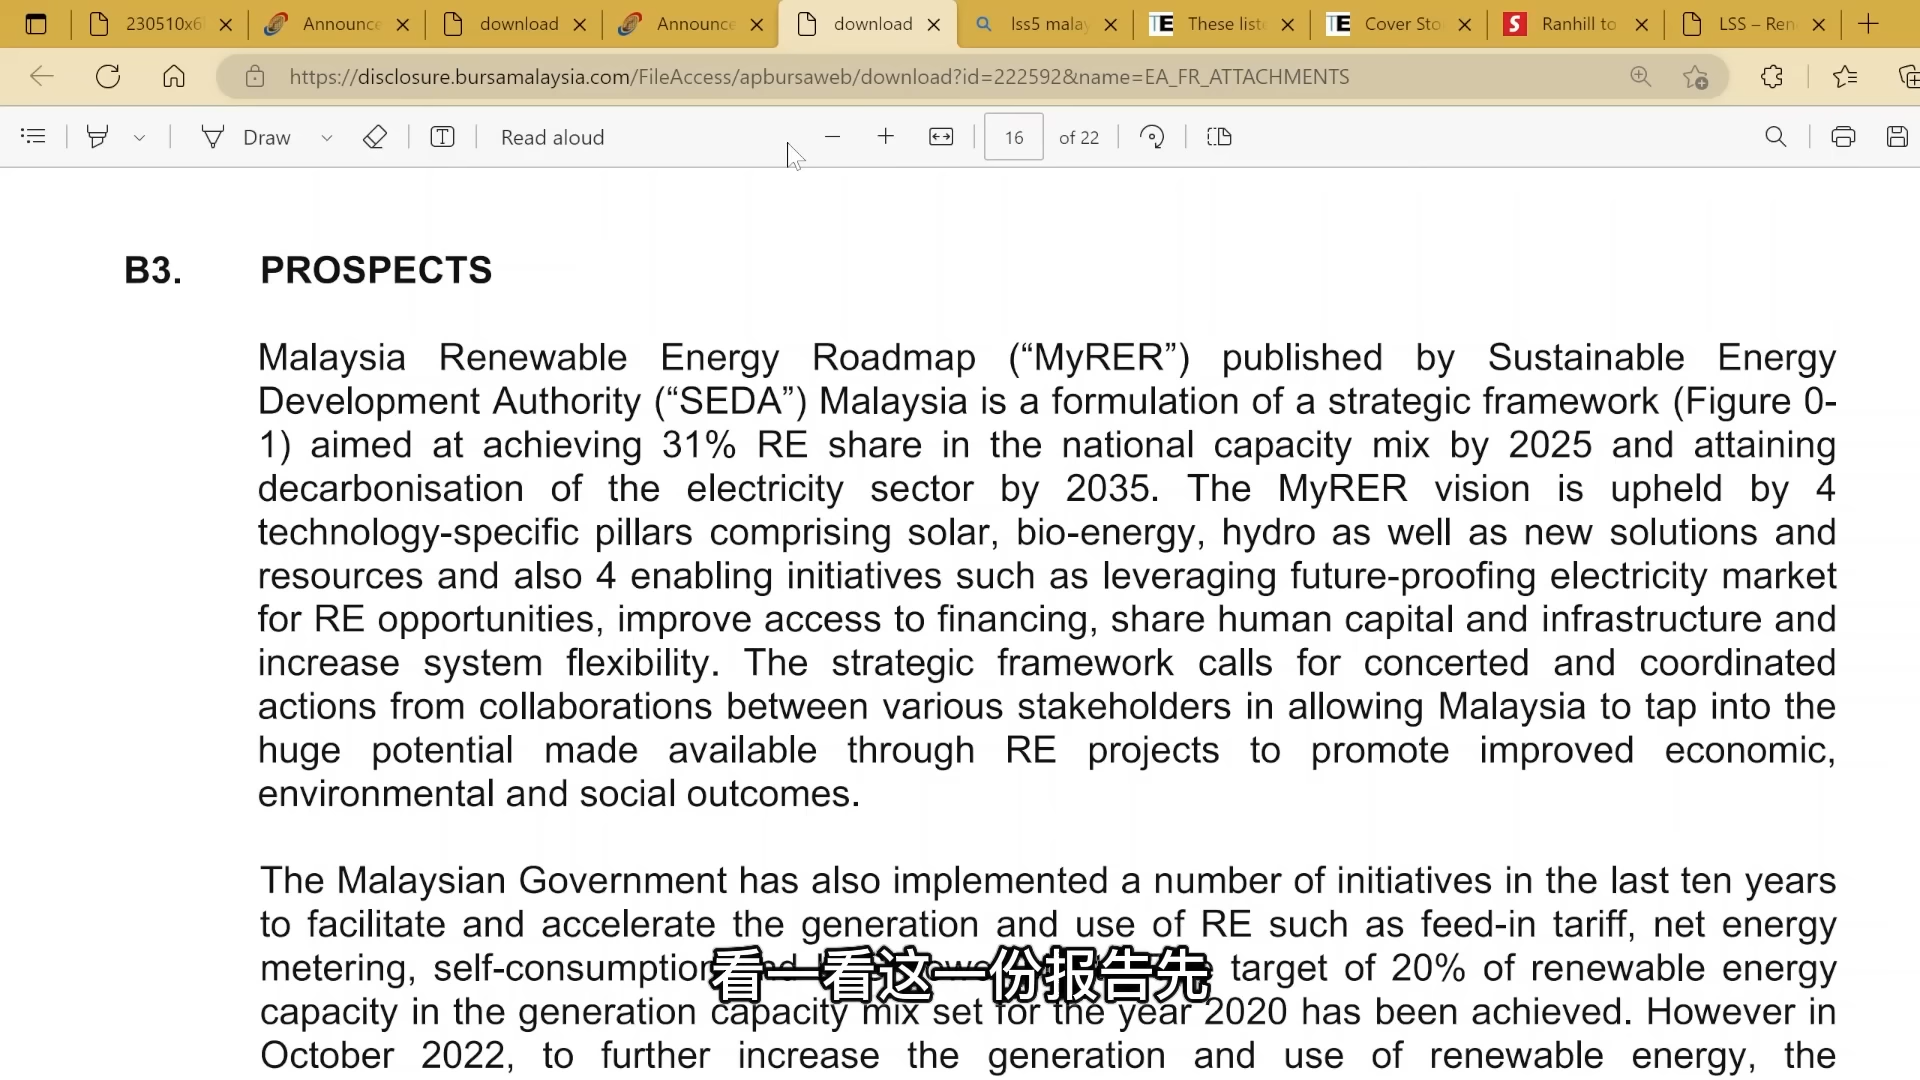 230510x6
Announce
download
Announce
download
lss5 malay
These liste
Cover Sto
Ranhill to
LSS – Ren
https://disclosure.bursamalaysia.com/FileAccess/apbursaweb/download?id=222592&name=EA_FR_ATTACHMENTS
Draw
Read aloud
16 of 22
B3. PROSPECTS
Malaysia Renewable Energy Roadmap (“MyRER”) published by Sustainable Energy
Development Authority (“SEDA”) Malaysia is a formulation of a strategic framework (Figure 0-
1) aimed at achieving 31% RE share in the national capacity mix by 2025 and attaining
decarbonisation of the electricity sector by 2035. The MyRER vision is upheld by 4
technology-specific pillars comprising solar, bio-energy, hydro as well as new solutions and
resources and also 4 enabling initiatives such as leveraging future-proofing electricity market
for RE opportunities, improve access to financing, share human capital and infrastructure and
increase system flexibility. The strategic framework calls for concerted and coordinated
actions from collaborations between various stakeholders in allowing Malaysia to tap into the
huge potential made available through RE projects to promote improved economic,
environmental and social outcomes.
The Malaysian Government has also implemented a number of initiatives in the last ten years
to facilitate and accelerate the generation and use of RE such as feed-in tariff, net energy
metering, self-consumption target of 20% of renewable energy
看一看这一份报告先
capacity in the generation capacity mix set for the year 2020 has been achieved. However in
October 2022, to further increase the generation and use of renewable energy, the